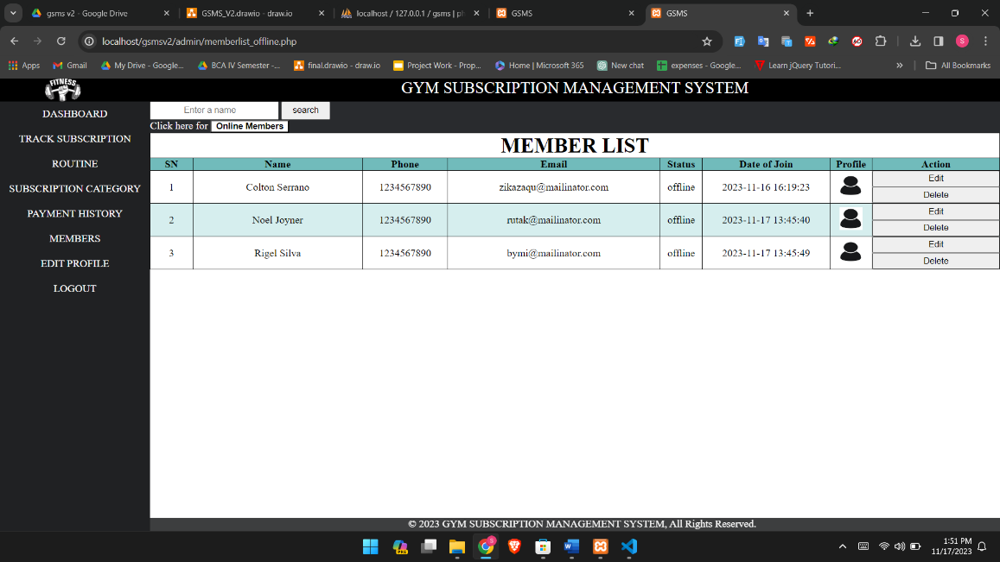 gsms v2 - Google Drive
GSMS_V2.drawio - draw.io
localhost / 127.0.0.1 / gsms | ph
GSMS
GSMS
localhost/gsmsv2/admin/memberlist_offline.php
S
Apps
Gmail
My Drive - Google...
BCA IV Semester -...
final.drawio - draw.io
Project Work - Prop...
Home | Microsoft 365
New chat
expenses - Google...
Learn jQuery Tutori...
»
All Bookmarks
FITNESS
GYM SUBSCRIPTION MANAGEMENT SYSTEM
DASHBOARD
TRACK SUBSCRIPTION
ROUTINE
SUBSCRIPTION CATEGORY
PAYMENT HISTORY
MEMBERS
EDIT PROFILE
LOGOUT
Enter a name search
Click here for Online Members
MEMBER LIST
SN Name Phone Email Status Date of Join Profile Action
1 Colton Serrano 1234567890 zikazaqu@mailinator.com offline 2023-11-16 16:19:23 Edit
Delete
2 Noel Joyner 1234567890 rutak@mailinator.com offline 2023-11-17 13:45:40 Edit
Delete
3 Rigel Silva 1234567890 bymi@mailinator.com offline 2023-11-17 13:45:49 Edit
Delete
© 2023 GYM SUBSCRIPTION MANAGEMENT SYSTEM, All Rights Reserved.
1:51 PM
11/17/2023